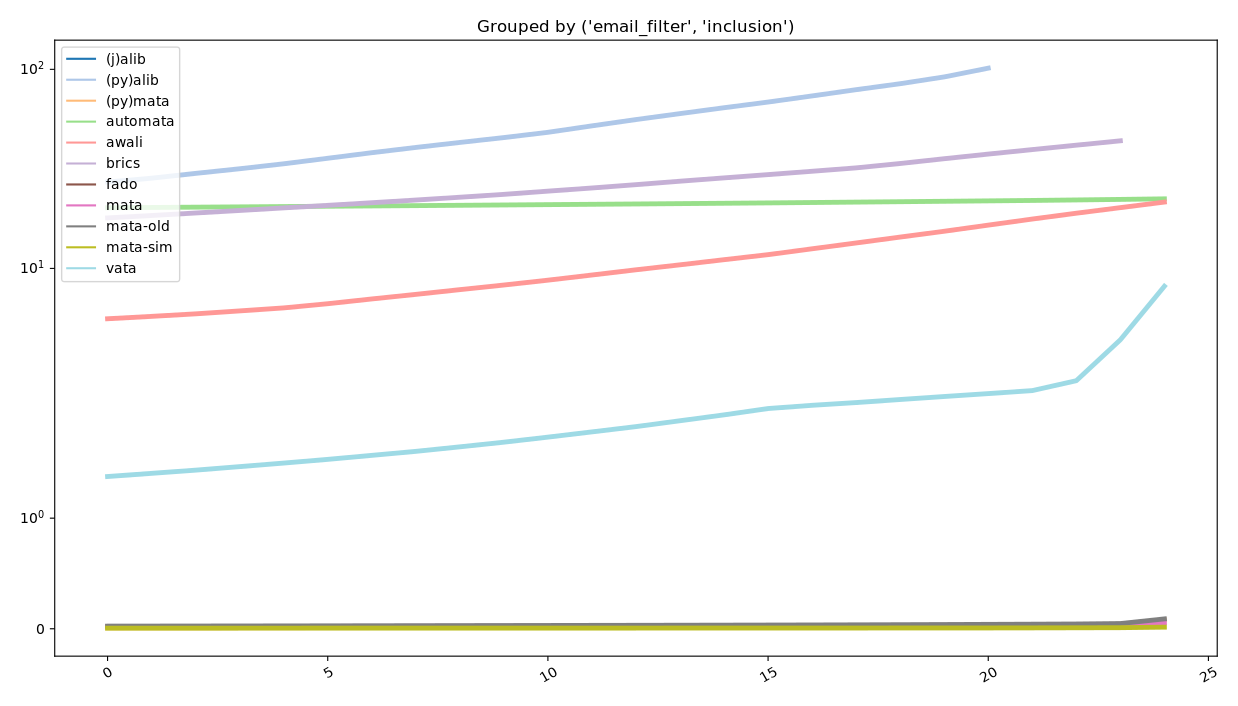 Grouped by ('email_filter', 'inclusion')
10²
10¹
10⁰
0
(j)alib
(py)alib
(py)mata
automata
awali
brics
fado
mata
mata-old
mata-sim
vata
0
5
10
15
20
25